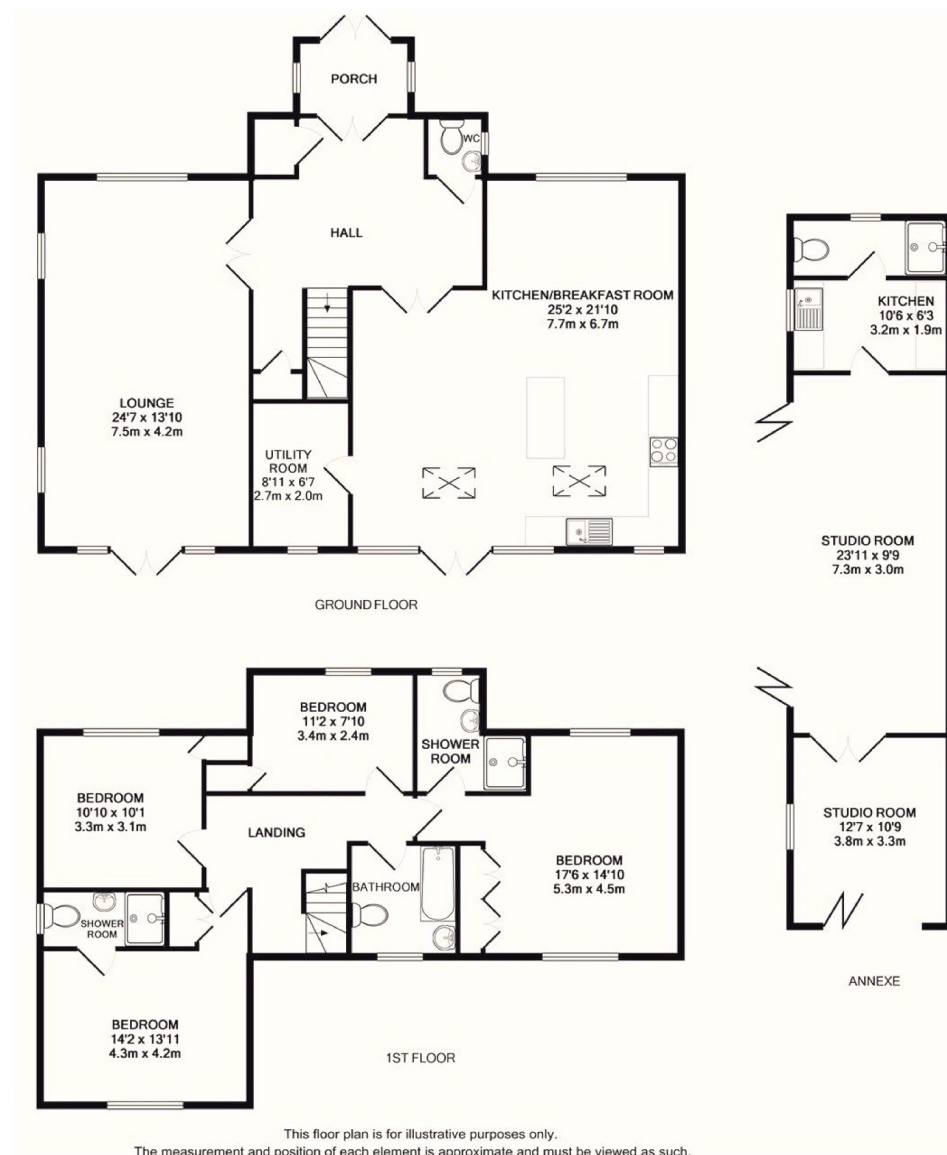 PORCH
WC
HALL
KITCHEN/BREAKFAST ROOM
25'2 x 21'10
7.7m x 6.7m
LOUNGE
24'7 x 13'10
7.5m x 4.2m
UTILITY
ROOM
8'11 x 6'7
2.7m x 2.0m
GROUND FLOOR
KITCHEN
10'6 x 6'3
3.2m x 1.9m
STUDIO ROOM
23'11 x 9'9
7.3m x 3.0m
STUDIO ROOM
12'7 x 10'9
3.8m x 3.3m
ANNEXE
BEDROOM
11'2 x 7'10
3.4m x 2.4m
SHOWER
ROOM
BEDROOM
10'10 x 10'1
3.3m x 3.1m
LANDING
BEDROOM
17'6 x 14'10
5.3m x 4.5m
BATHROOM
SHOWER
ROOM
BEDROOM
14'2 x 13'11
4.3m x 4.2m
1ST FLOOR
This floor plan is for illustrative purposes only.
The measurement and position of each element is approximate and must be viewed as such.